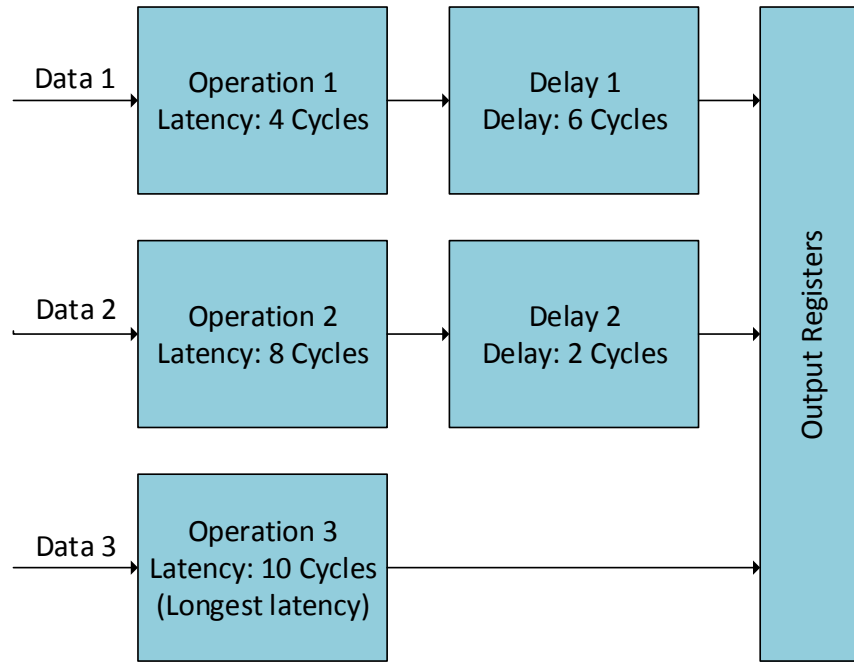 Data 1
Operation 1
Latency: 4 Cycles
Delay 1
Delay: 6 Cycles
Data 2
Operation 2
Latency: 8 Cycles
Delay 2
Delay: 2 Cycles
Data 3
Operation 3
Latency: 10 Cycles
(Longest latency)
Output Registers